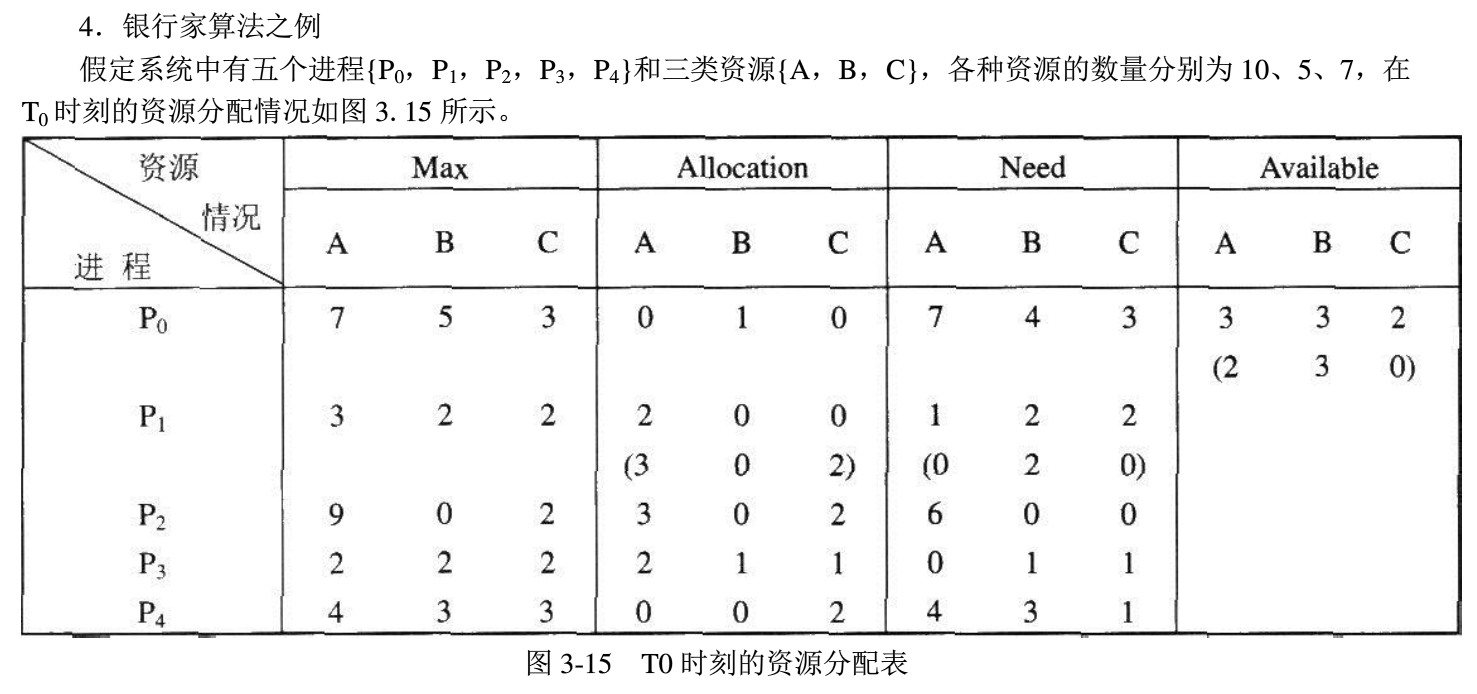 4．银行家算法之例
假定系统中有五个进程{P₀，P₁，P₂，P₃，P₄}和三类资源{A，B，C}，各种资源的数量分别为 10、5、7，在
T₀时刻的资源分配情况如图 3. 15 所示。
资源 Max Allocation Need Available
情况
进 程 A B C A B C A B C A B C
P₀ 7 5 3 0 1 0 7 4 3 3 3 2
(2 3 0)
P₁ 3 2 2 2 0 0 1 2 2
(3 0 2) (0 2 0)
P₂ 9 0 2 3 0 2 6 0 0
P₃ 2 2 2 2 1 1 0 1 1
P₄ 4 3 3 0 0 2 4 3 1
图 3-15 T0 时刻的资源分配表